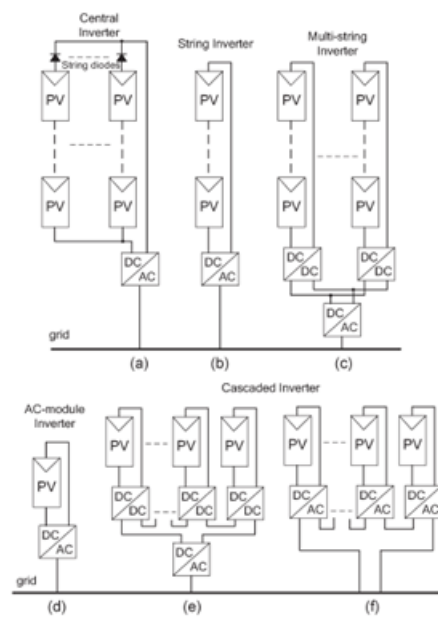 Central
Inverter
String Inverter
Multi-string
Inverter
String diodes
PV
PV
PV
PV
PV
PV
PV
PV
PV
PV
DC
DC
DC
DC
DC
AC
DC
AC
DC
AC
grid
(a)
(b)
(c)
Cascaded Inverter
AC-module
Inverter
PV
PV
PV
PV
PV
PV
PV
DC
DC
DC
DC
DC
DC
DC
AC
DC
AC
DC
AC
DC
AC
DC
AC
grid
(d)
(e)
(f)